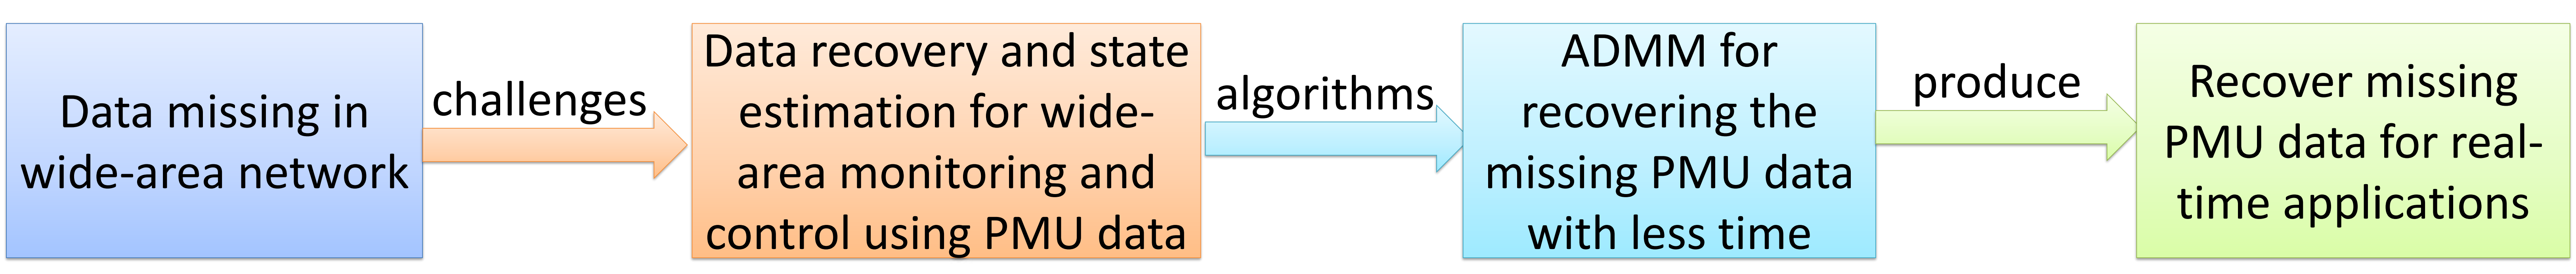 Data missing in
wide-area network
challenges
Data recovery and state
estimation for wide-
area monitoring and
control using PMU data
algorithms
ADMM for
recovering the
missing PMU data
with less time
produce
Recover missing
PMU data for real-
time applications